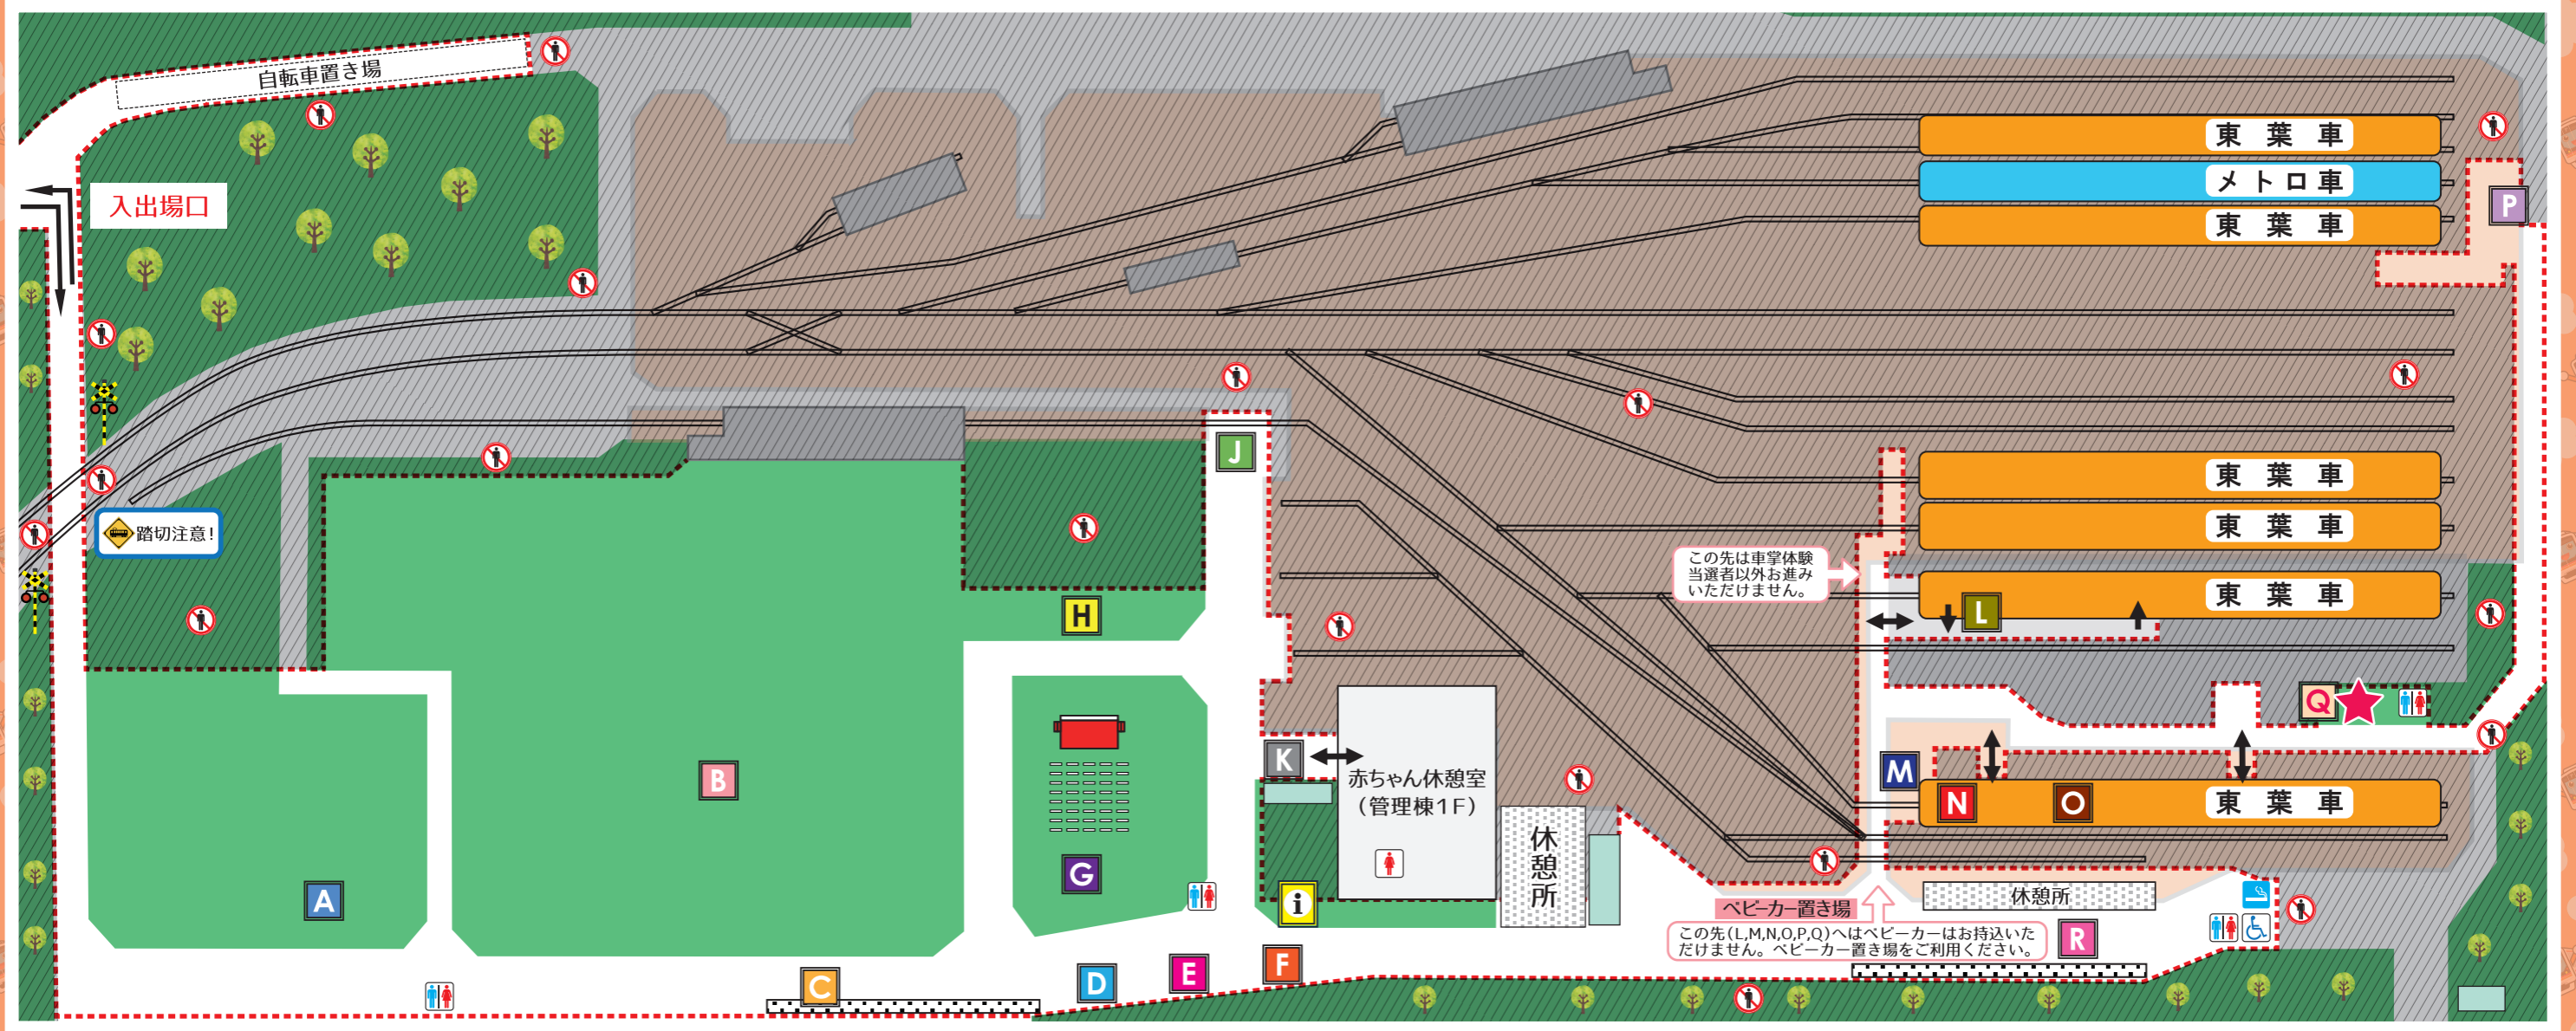 自転車置き場
入出場口
東葉車
メトロ車
P
東葉車
J
東葉車
踏切注意!
東葉車
この先は車掌体験
当選者以外お進み
いただけません。
東葉車
L
H
Q
K
赤ちゃん休憩室
(管理棟1F)
B
M
N
O
東葉車
休憩所
G
A
i
休憩所
ベビーカー置き場
この先(L,M,N,O,P,Q)へはベビーカーはお持込いた
だけません。ベビーカー置き場をご利用ください。
R
F
E
D
C